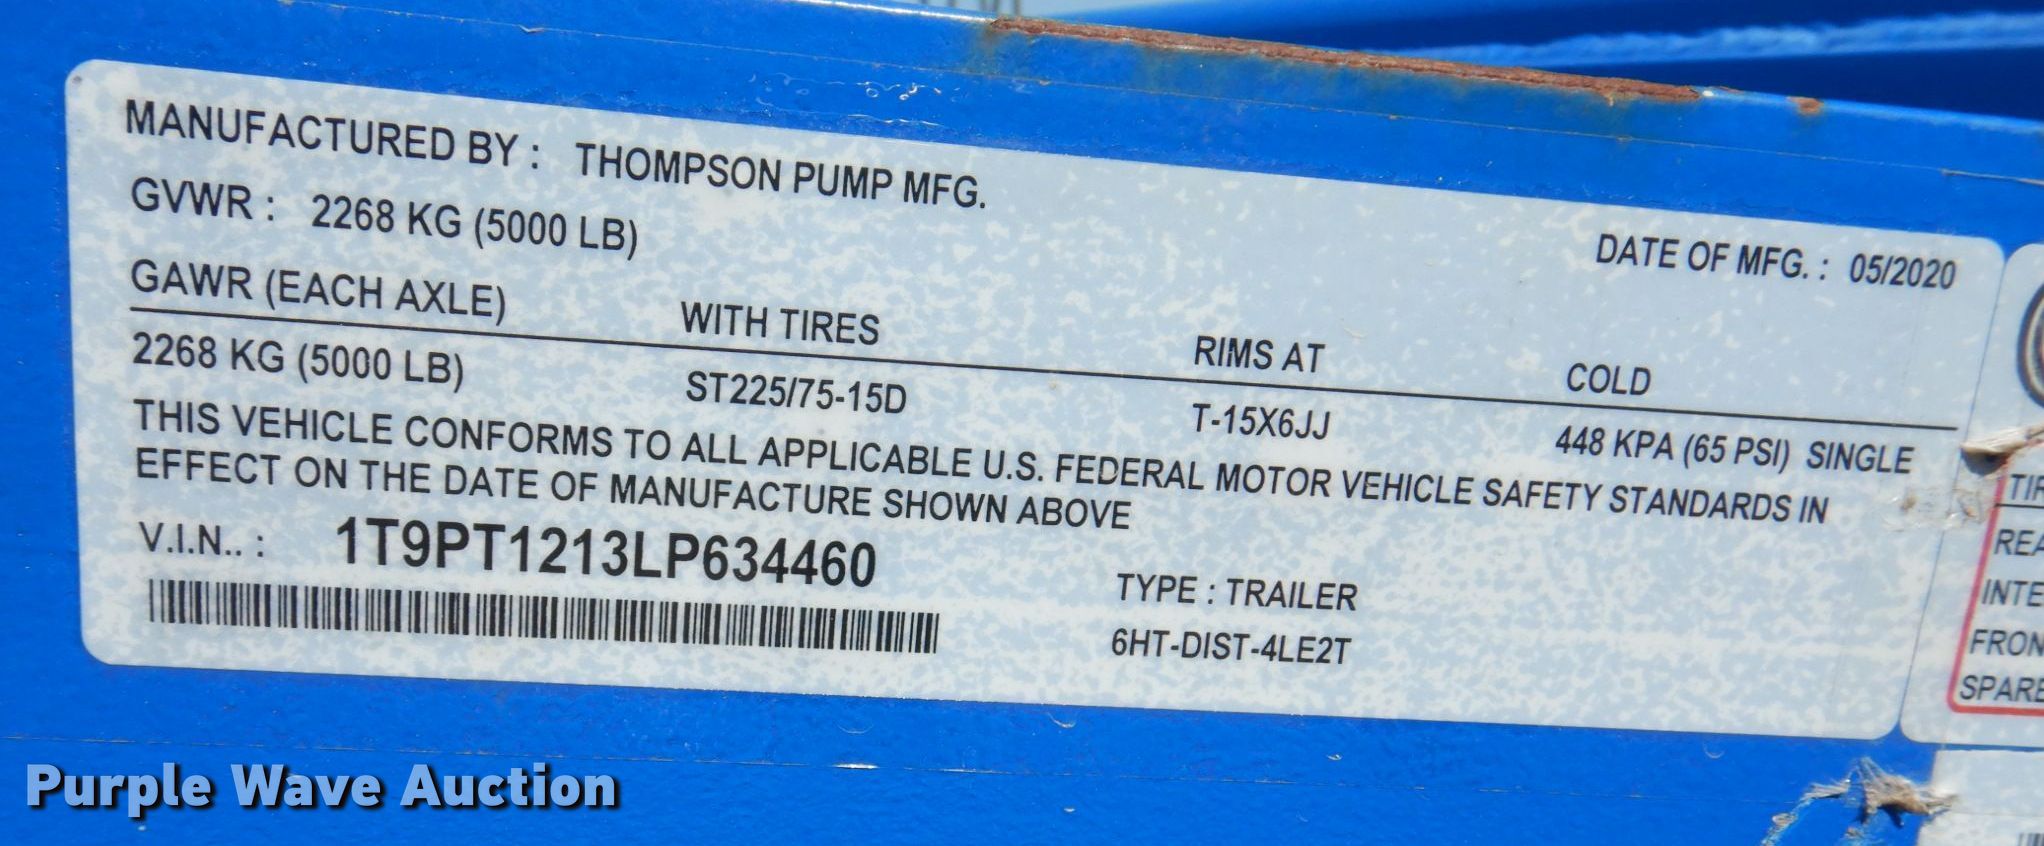 MANUFACTURED BY : THOMPSON PUMP MFG.
GVWR : 2268 KG (5000 LB)
DATE OF MFG. : 05/2020
GAWR (EACH AXLE) WITH TIRES RIMS AT COLD
2268 KG (5000 LB) ST225/75-15D T-15X6JJ 448 KPA (65 PSI) SINGLE
THIS VEHICLE CONFORMS TO ALL APPLICABLE U.S. FEDERAL MOTOR VEHICLE SAFETY STANDARDS IN
EFFECT ON THE DATE OF MANUFACTURE SHOWN ABOVE
V.I.N.. : 1T9PT1213LP634460
TYPE : TRAILER
6HT-DIST-4LE2T
SPARE
Purple Wave Auction